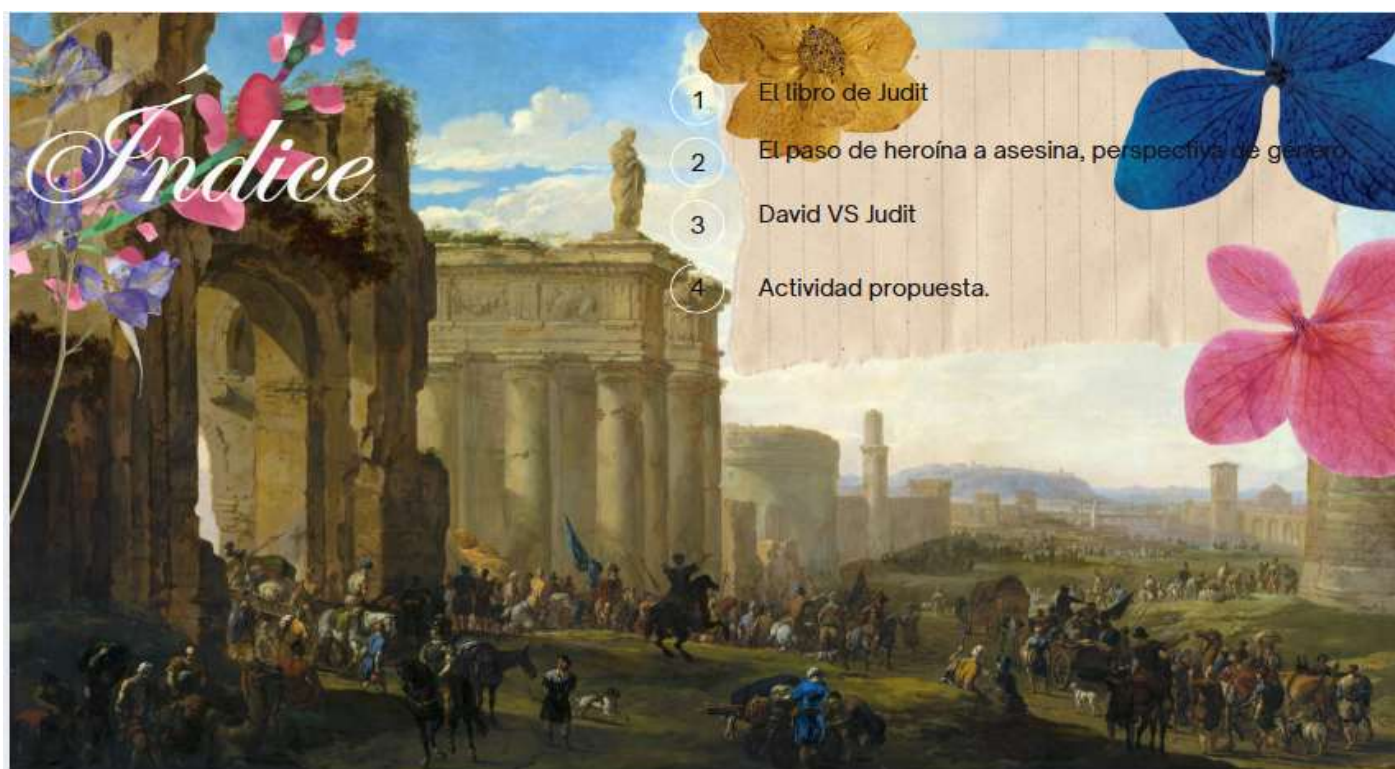 Índice
1 El libro de Judit
2 El paso de heroína a asesina, perspectiva de género
3 David VS Judit
4 Actividad propuesta.